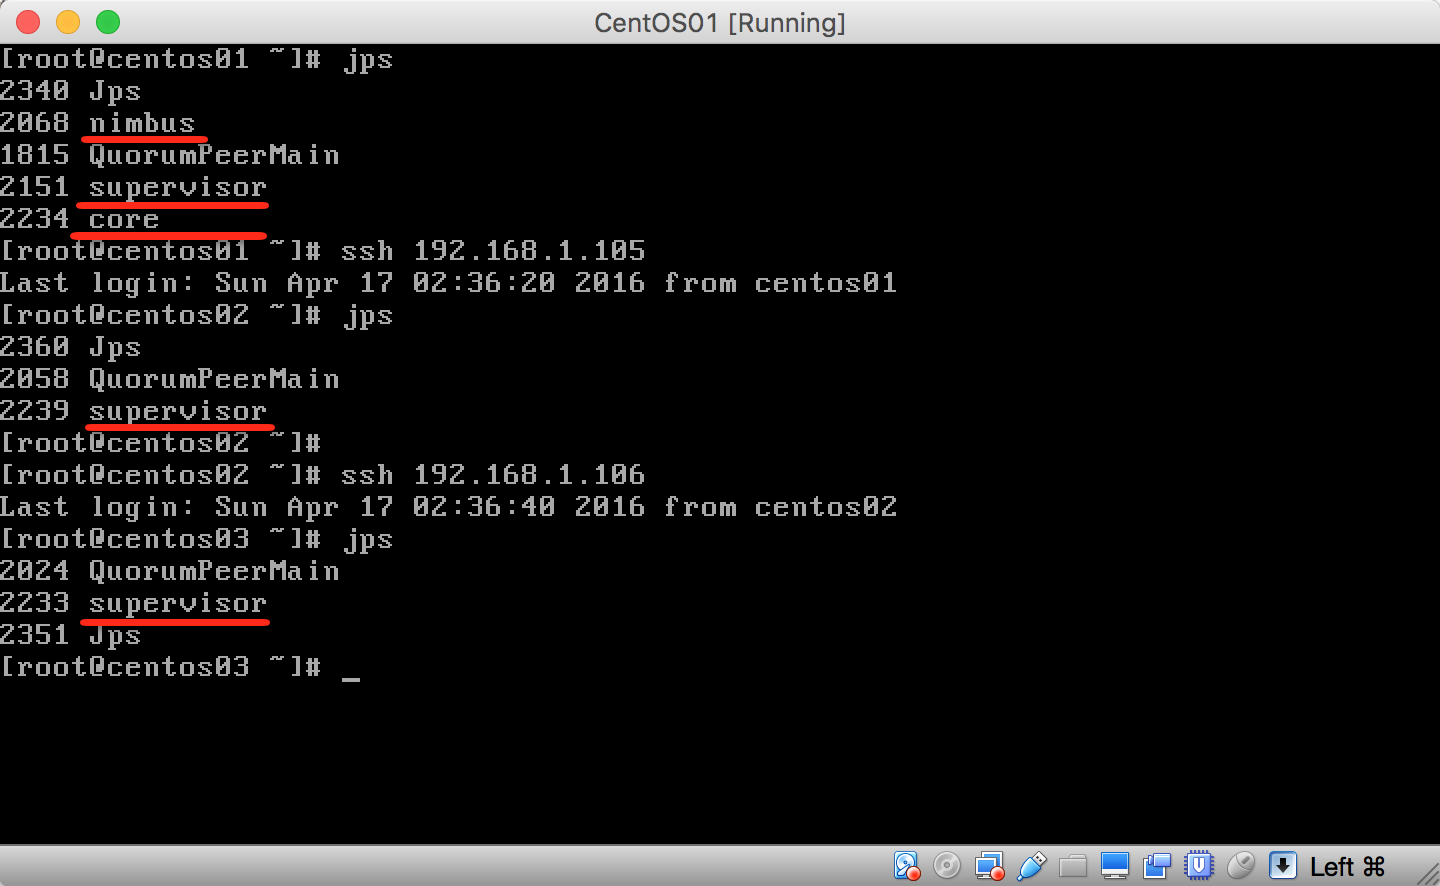 CentOS01 [Running]
[root@centos01 ~]# jps
2340 Jps
2068 nimbus
1815 QuorumPeerMain
2151 supervisor
2234 core
[root@centos01 ~]# ssh 192.168.1.105
Last login: Sun Apr 17 02:36:20 2016 from centos01
[root@centos02 ~]# jps
2360 Jps
2058 QuorumPeerMain
2239 supervisor
[root@centos02 ~]#
[root@centos02 ~]# ssh 192.168.1.106
Last login: Sun Apr 17 02:36:40 2016 from centos02
[root@centos03 ~]# jps
2024 QuorumPeerMain
2233 supervisor
2351 Jps
[root@centos03 ~]# _
Left ⌘